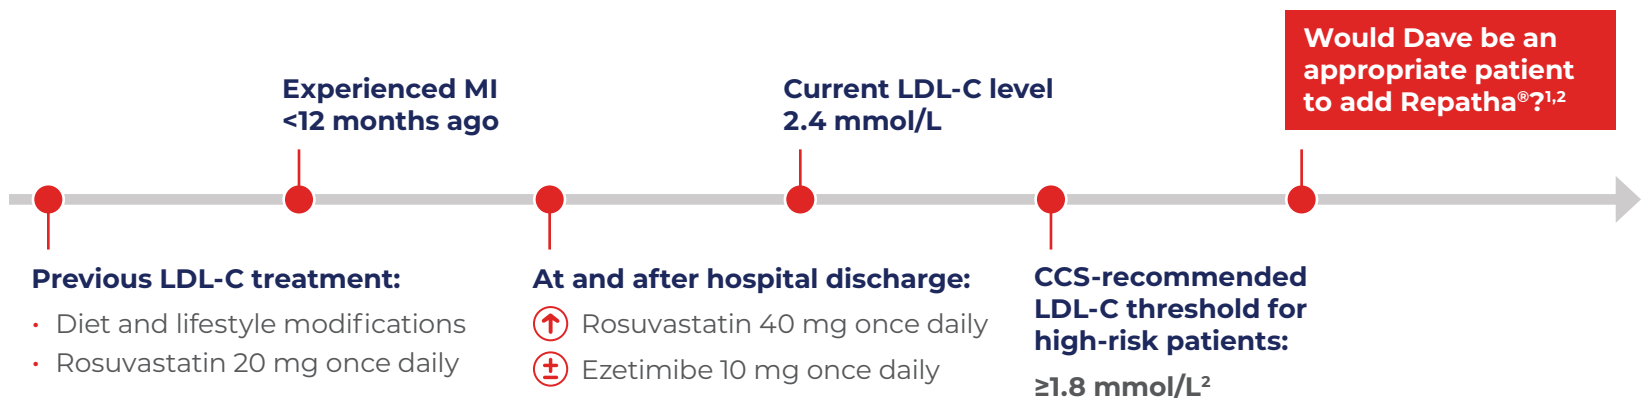 Experienced MI
<12 months ago
Current LDL-C level
2.4 mmol/L
Would Dave be an
appropriate patient
to add Repatha®?1,2
Previous LDL-C treatment:
• Diet and lifestyle modifications
• Rosuvastatin 20 mg once daily
At and after hospital discharge:
↑ Rosuvastatin 40 mg once daily
± Ezetimibe 10 mg once daily
CCS-recommended
LDL-C threshold for
high-risk patients:
≥1.8 mmol/L2